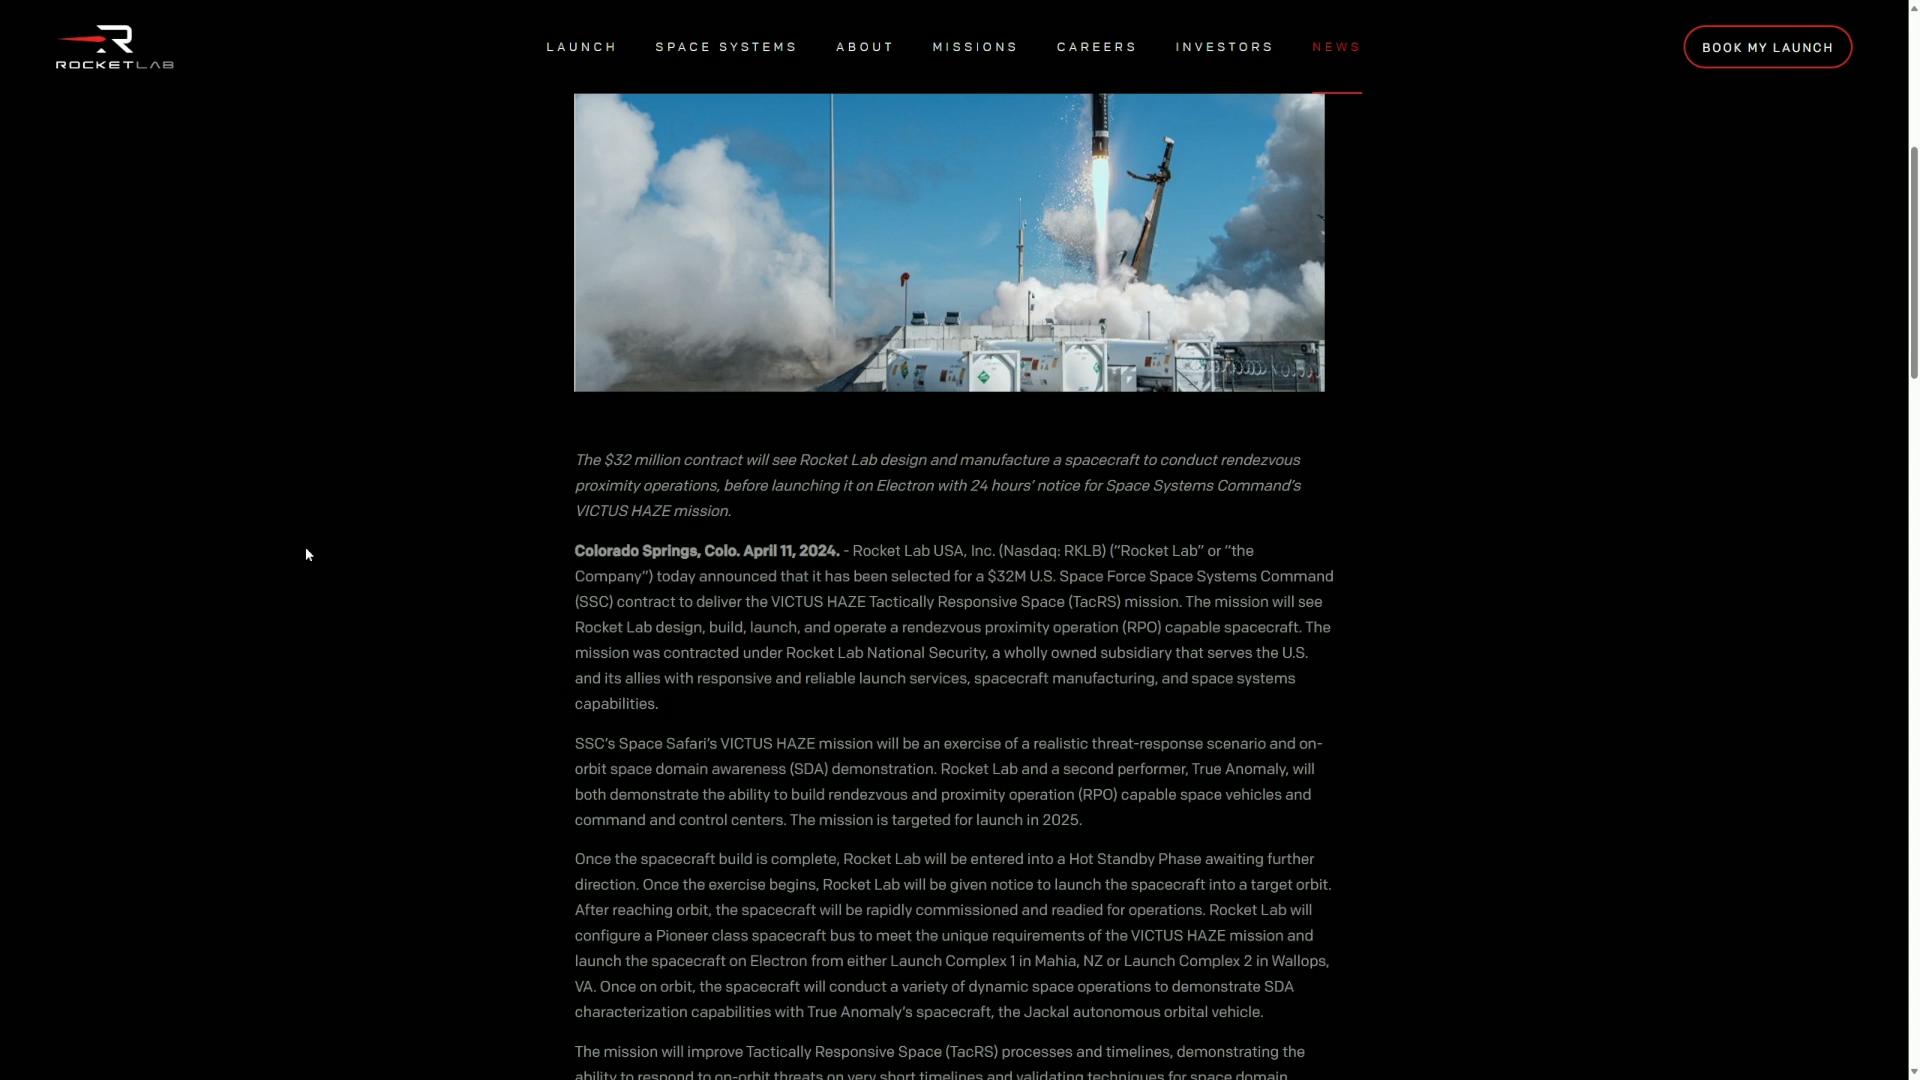 ROCKETLAB
LAUNCH SPACE SYSTEMS ABOUT MISSIONS CAREERS INVESTORS NEWS
BOOK MY LAUNCH
The $32 million contract will see Rocket Lab design and manufacture a spacecraft to conduct rendezvous
proximity operations, before launching it on Electron with 24 hours’ notice for Space Systems Command’s
VICTUS HAZE mission.
Colorado Springs, Colo. April 11, 2024. - Rocket Lab USA, Inc. (Nasdaq: RKLB) (“Rocket Lab” or “the
Company”) today announced that it has been selected for a $32M U.S. Space Force Space Systems Command
(SSC) contract to deliver the VICTUS HAZE Tactically Responsive Space (TacRS) mission. The mission will see
Rocket Lab design, build, launch, and operate a rendezvous proximity operation (RPO) capable spacecraft. The
mission was contracted under Rocket Lab National Security, a wholly owned subsidiary that serves the U.S.
and its allies with responsive and reliable launch services, spacecraft manufacturing, and space systems
capabilities.
SSC’s Space Safari’s VICTUS HAZE mission will be an exercise of a realistic threat-response scenario and on-
orbit space domain awareness (SDA) demonstration. Rocket Lab and a second performer, True Anomaly, will
both demonstrate the ability to build rendezvous and proximity operation (RPO) capable space vehicles and
command and control centers. The mission is targeted for launch in 2025.
Once the spacecraft build is complete, Rocket Lab will be entered into a Hot Standby Phase awaiting further
direction. Once the exercise begins, Rocket Lab will be given notice to launch the spacecraft into a target orbit.
After reaching orbit, the spacecraft will be rapidly commissioned and readied for operations. Rocket Lab will
configure a Pioneer class spacecraft bus to meet the unique requirements of the VICTUS HAZE mission and
launch the spacecraft on Electron from either Launch Complex 1 in Mahia, NZ or Launch Complex 2 in Wallops,
VA. Once on orbit, the spacecraft will conduct a variety of dynamic space operations to demonstrate SDA
characterization capabilities with True Anomaly’s spacecraft, the Jackal autonomous orbital vehicle.
The mission will improve Tactically Responsive Space (TacRS) processes and timelines, demonstrating the
ability to respond to on-orbit threats on very short timelines and validating techniques for space domain